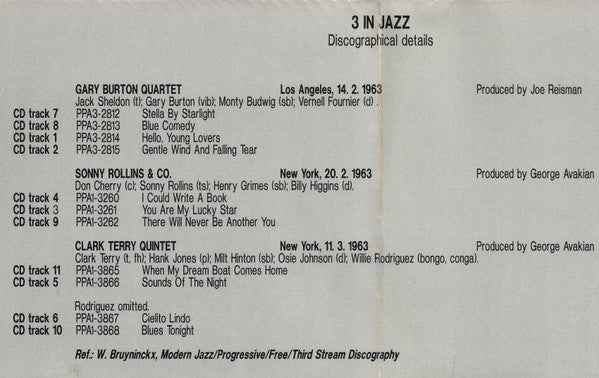 3 IN JAZZ
Discographical details
GARY BURTON QUARTET Los Angeles, 14. 2. 1963 Produced by Joe Reisman
Jack Sheldon (t); Gary Burton (vib); Monty Budwig (sb); Vernell Fournier (d) .
CD track 7 PPA3-2812 Stella By Starlight
CD track 8 PPA3-2813 Blue Comedy
CD track 1 PPA3-2814 Hello, Young Lovers
CD track 2 PPA3-2815 Gentle Wind And Falling Tear
SONNY ROLLINS & CO. New York, 20. 2. 1963 Produced by George Avakian
Don Cherry (c); Sonny Rollins (ts); Henry Grimes (sb); Billy Higgins (d).
CD track 4 PPA1-3260 I Could Write A Book
CD track 3 PPA1-3261 You Are My Lucky Star
CD track 9 PPA1-3262 There Will Never Be Another You
CLARK TERRY QUINTET New York, 11. 3. 1963 Produced by George Avakian
Clark Terry (t, fh); Hank Jones (p); Milt Hinton (sb); Osie Johnson (d); Willie Rodriguez (bongo, conga).
CD track 11 PPA1-3865 When My Dream Boat Comes Home
CD track 5 PPA1-3866 Sounds Of The Night
Rodriguez omitted.
CD track 6 PPA1-3867 Cielito Lindo
CD track 10 PPA1-3868 Blues Tonight
Ref.: W. Bruyninckx, Modern Jazz/Progressive/Free/Third Stream Discography